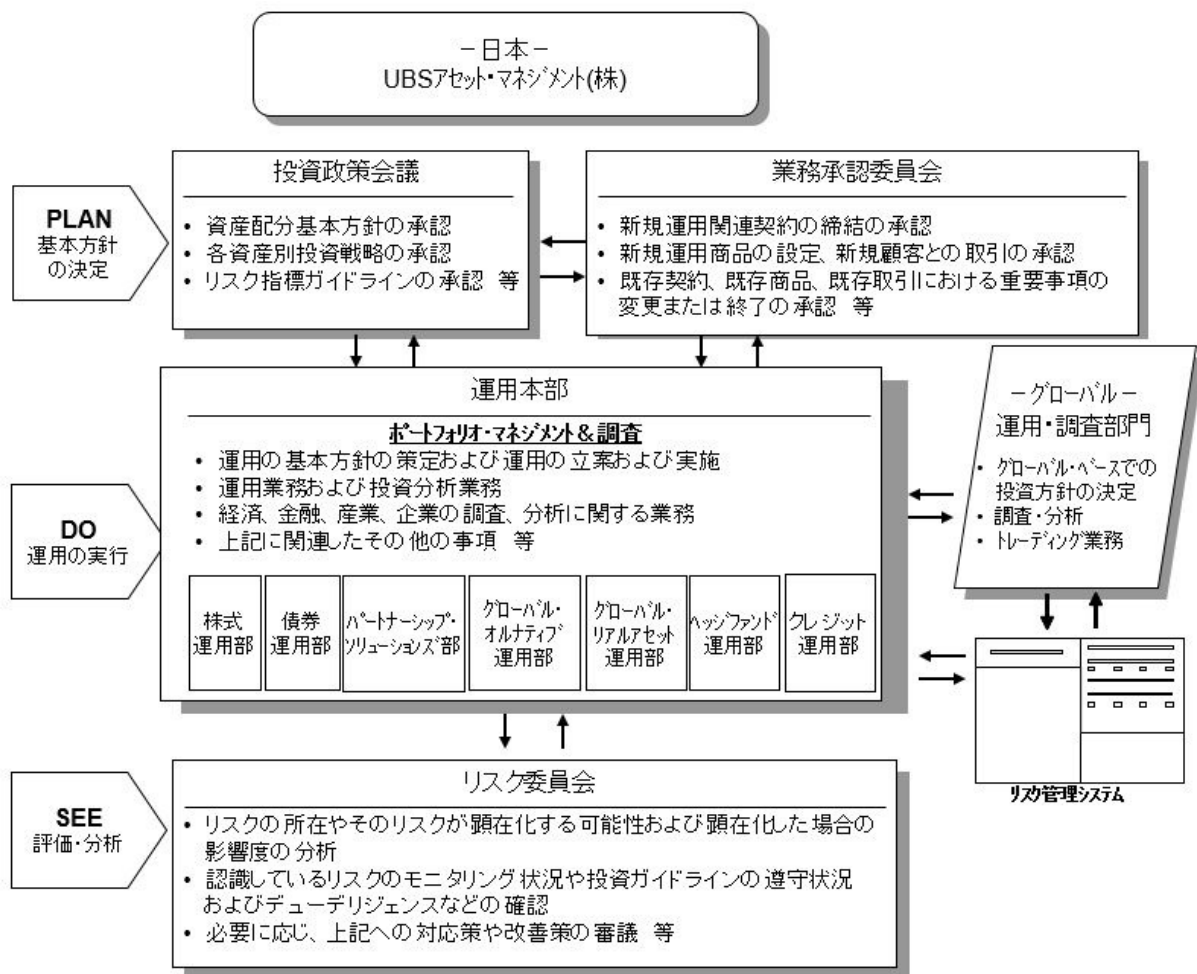 －日本－
UBSアセット・マネジメント(株)
PLAN
基本方針
の決定
投資政策会議
• 資産配分基本方針の承認
• 各資産別投資戦略の承認
• リスク指標ガイドラインの承認 等
業務承認委員会
• 新規運用関連契約の締結の承認
• 新規運用商品の設定、新規顧客との取引の承認
• 既存契約、既存商品、既存取引における重要事項の
変更または終了の承認 等
DO
運用の実行
運用本部
ポートフォリオ・マネジメント＆調査
• 運用の基本方針の策定および運用の立案および実施
• 運用業務および投資分析業務
• 経済、金融、産業、企業の調査、分析に関する業務
• 上記に関連したその他の事項 等
株式
運用部
債券
運用部
パートナーシップ・
ソリューションズ部
グローバル・
オルナティブ
運用部
グローバル・
リアルアセット
運用部
ヘッジファンド
運用部
クレジット
運用部
－グローバル－
運用・調査部門
• グローバル・ベースでの
投資方針の決定
• 調査・分析
• トレーディング業務
リスク管理システム
SEE
評価・分析
リスク委員会
• リスクの所在やそのリスクが顕在化する可能性および顕在化した場合の
影響度の分析
• 認識しているリスクのモニタリング状況や投資ガイドラインの遵守状況
およびデューデリジェンスなどの確認
• 必要に応じ、上記への対応策や改善策の審議 等